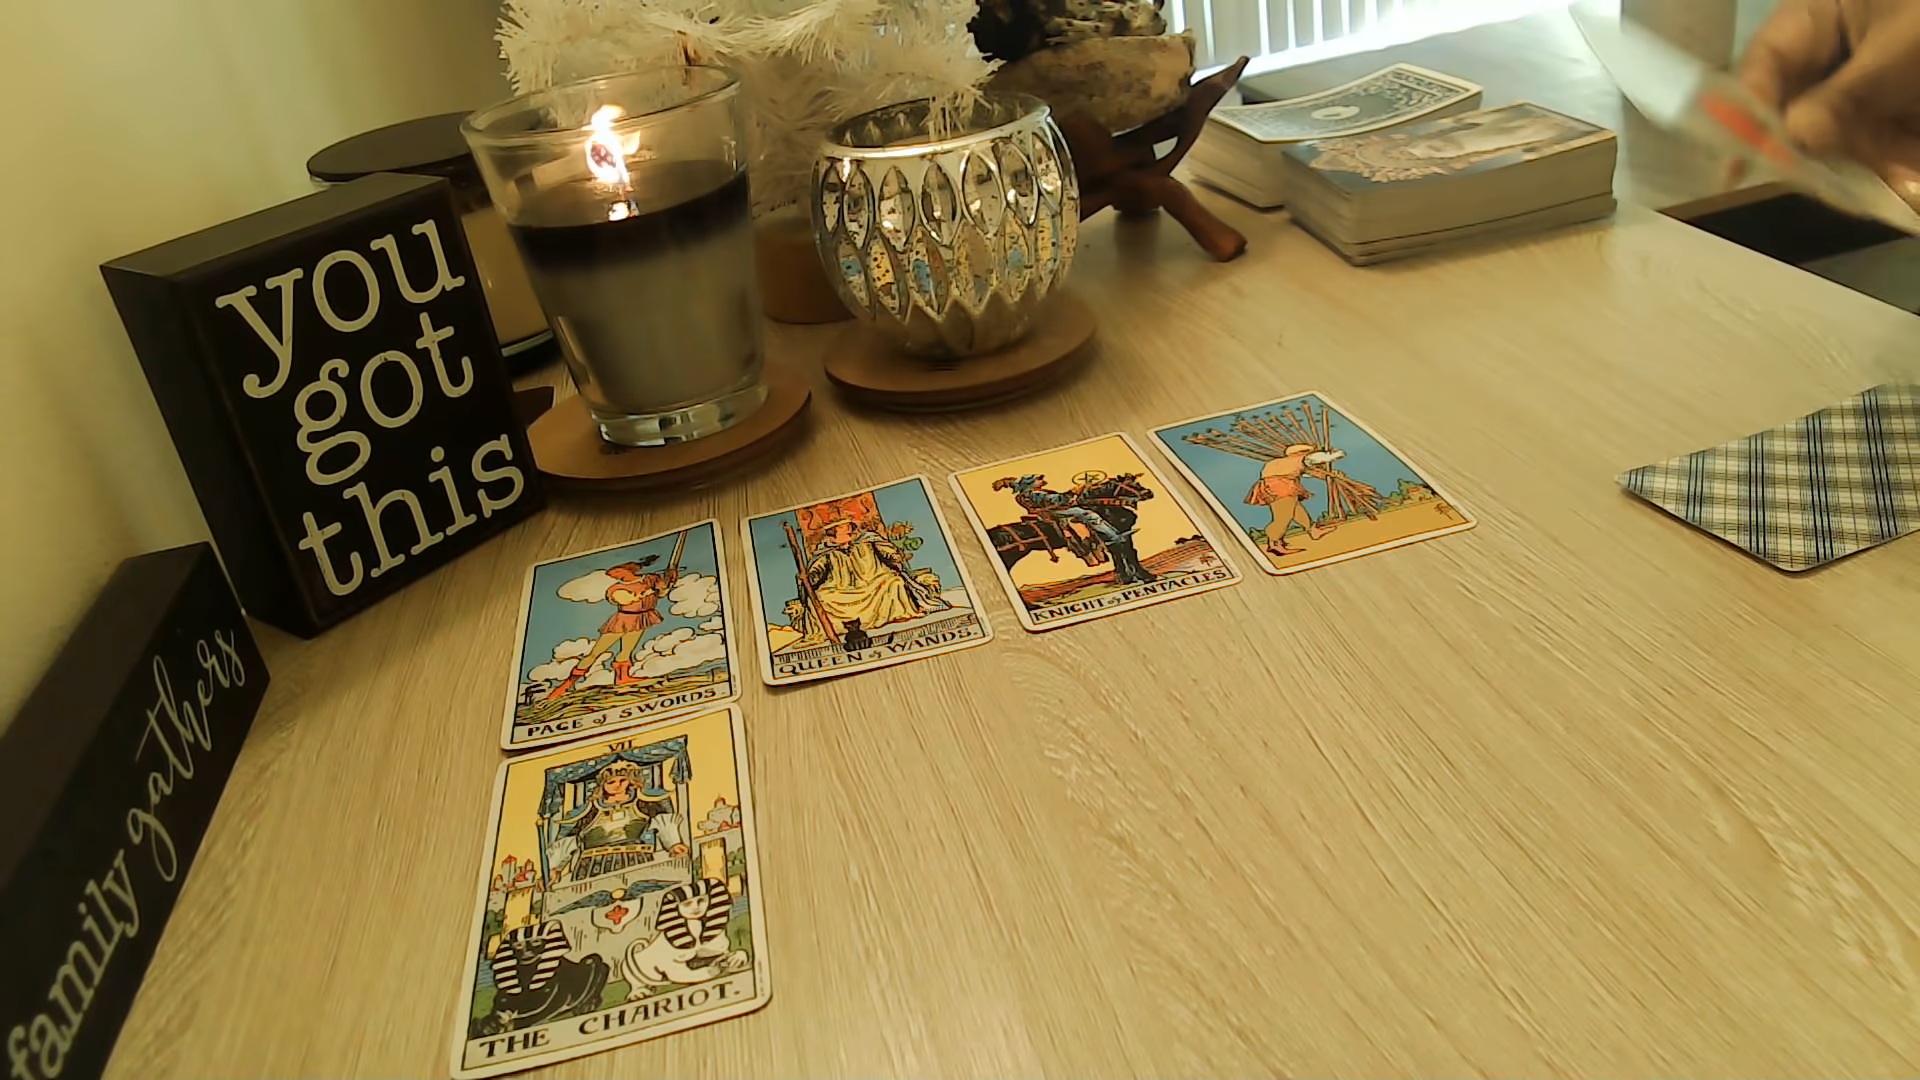 you
got
this
family gathers
PAGE of SWORDS.
QUEEN of WANDS.
KNIGHT of PENTACLES
VII
THE CHARIOT.